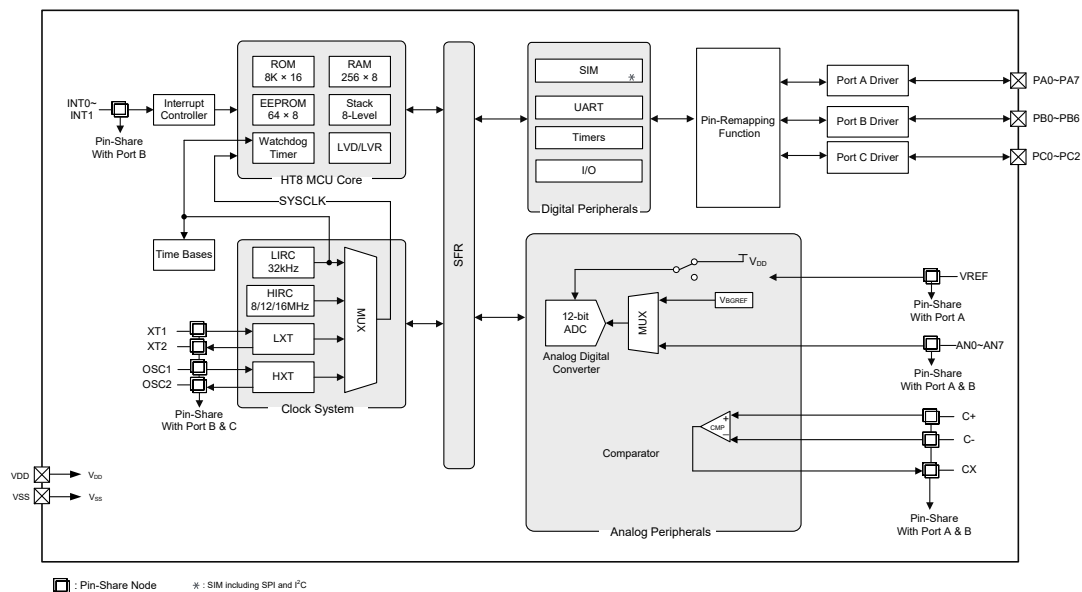 ROM
8K × 16
RAM
256 × 8
EEPROM
64 × 8
Stack
8-Level
Watchdog
Timer
LVD/LVR
HT8 MCU Core
INT0~
INT1
Interrupt
Controller
Pin-Share
With Port B
SYSCLK
Time Bases
LIRC
32kHz
HIRC
8/12/16MHz
LXT
HXT
MUX
Clock System
XT1
XT2
OSC1
OSC2
Pin-Share
With Port B & C
VDD
VDD
VSS
VSS
SFR
SIM
*
UART
Timers
I/O
Digital Peripherals
Pin-Remapping
Function
Port A Driver
Port B Driver
Port C Driver
PA0~PA7
PB0~PB6
PC0~PC2
VDD
VBGREF
12-bit
ADC
MUX
Analog Digital
Converter
+
CMP
−
Comparator
Analog Peripherals
VREF
Pin-Share
With Port A
AN0~AN7
Pin-Share
With Port A & B
C+
C-
CX
Pin-Share
With Port A & B
: Pin-Share Node
* : SIM including SPI and I²C